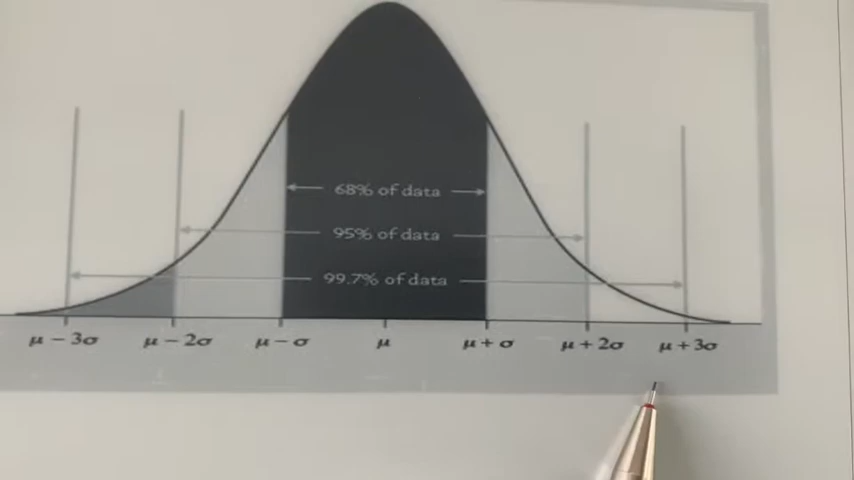 68% of data
95% of data
99.7% of data
μ − 3σ μ − 2σ μ − σ μ μ + σ μ + 2σ μ + 3σ